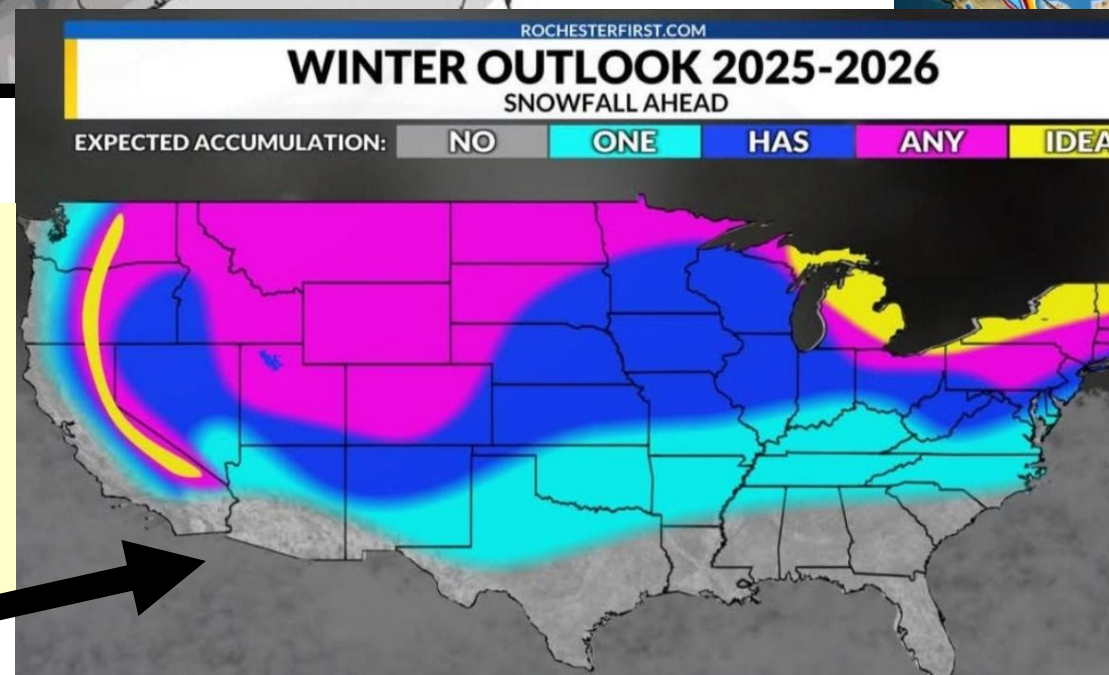 ROCHESTERFIRST.COM
WINTER OUTLOOK 2025-2026
SNOWFALL AHEAD
EXPECTED ACCUMULATION: NO ONE HAS ANY IDEA